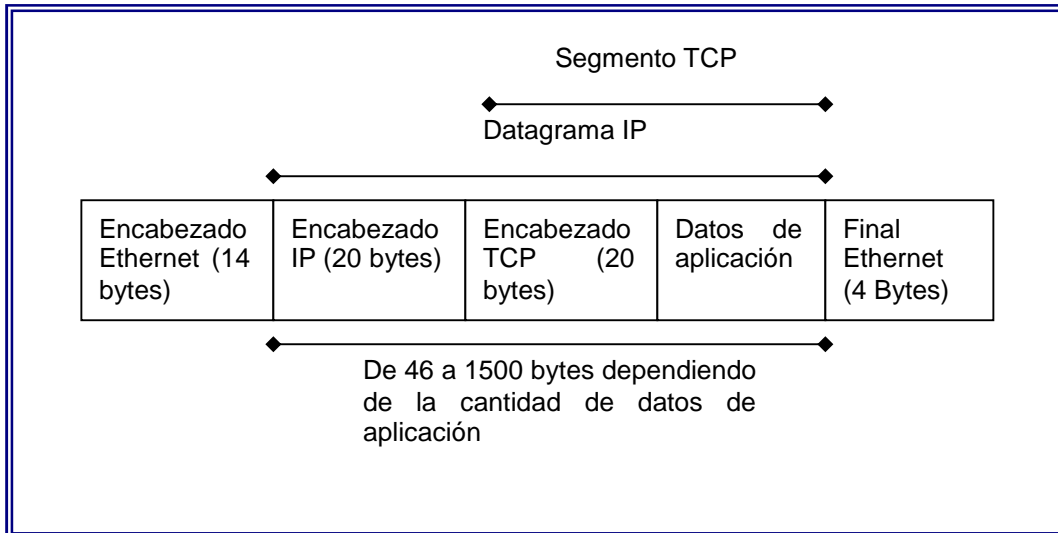 Segmento TCP
Datagrama IP
Encabezado
Ethernet (14
bytes)
Encabezado
IP (20 bytes)
Encabezado
TCP (20
bytes)
Datos de
aplicación
Final
Ethernet
(4 Bytes)
De 46 a 1500 bytes dependiendo
de la cantidad de datos de
aplicación